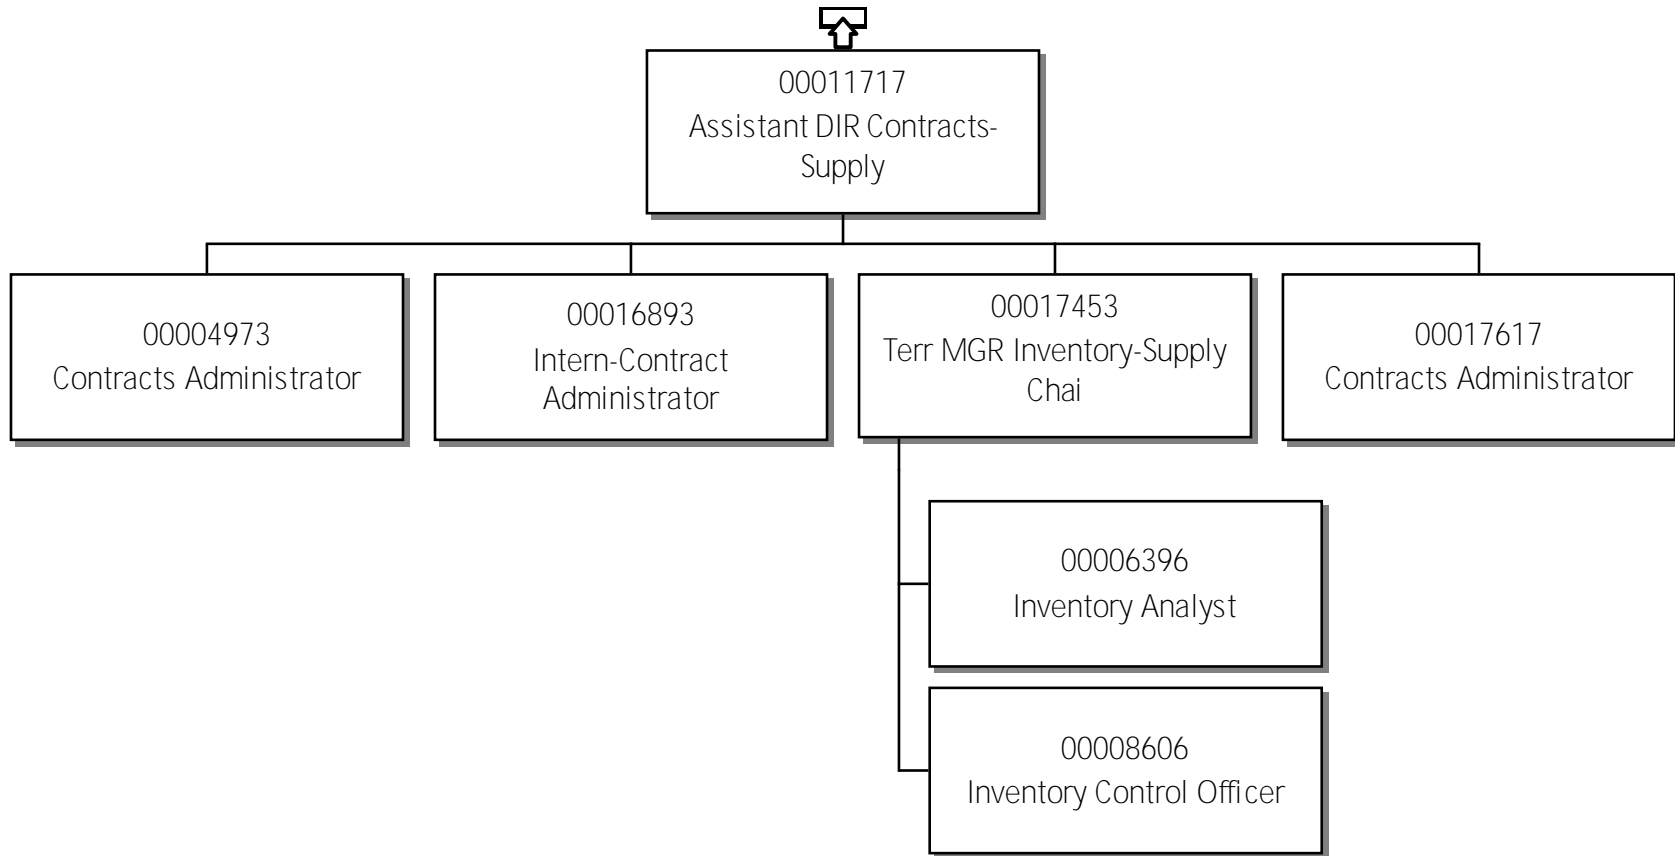 00011717
Assistant DIR Contracts-
Supply
00004973
Contracts Administrator
00016893
Intern-Contract
Administrator
00017453
Terr MGR Inventory-Supply
Chai
00017617
Contracts Administrator
00006396
Inventory Analyst
00008606
Inventory Control Officer